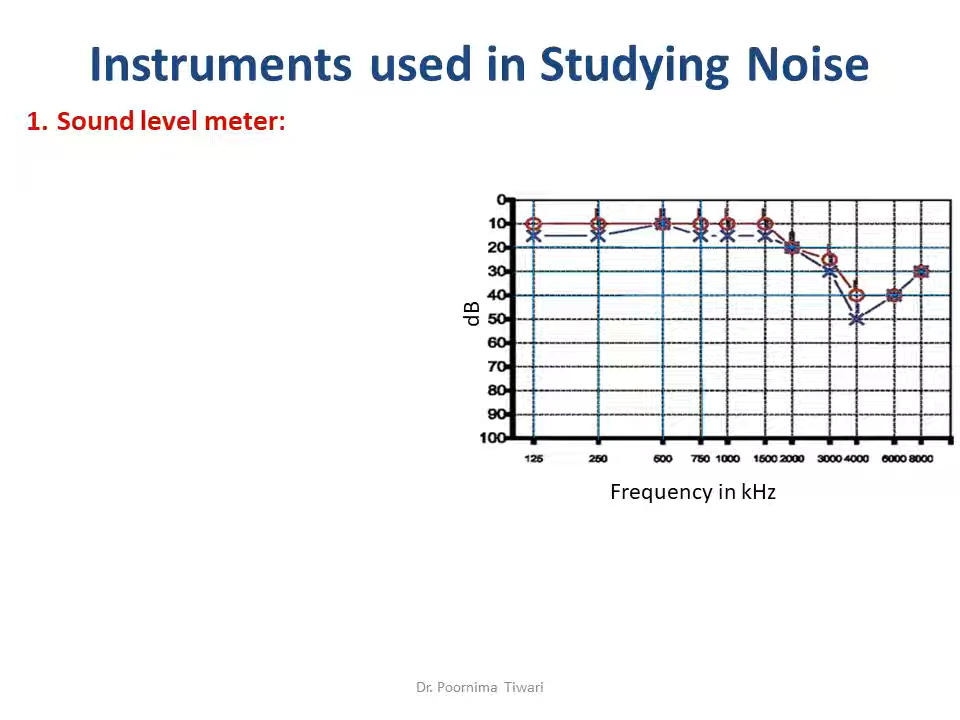 Instruments used in Studying Noise
1. Sound level meter:
0
10
20
30
40
50
60
70
80
90
100
dB
125 250 500 750 1000 1500 2000 3000 4000 6000 8000
Frequency in kHz
Dr. Poornima Tiwari